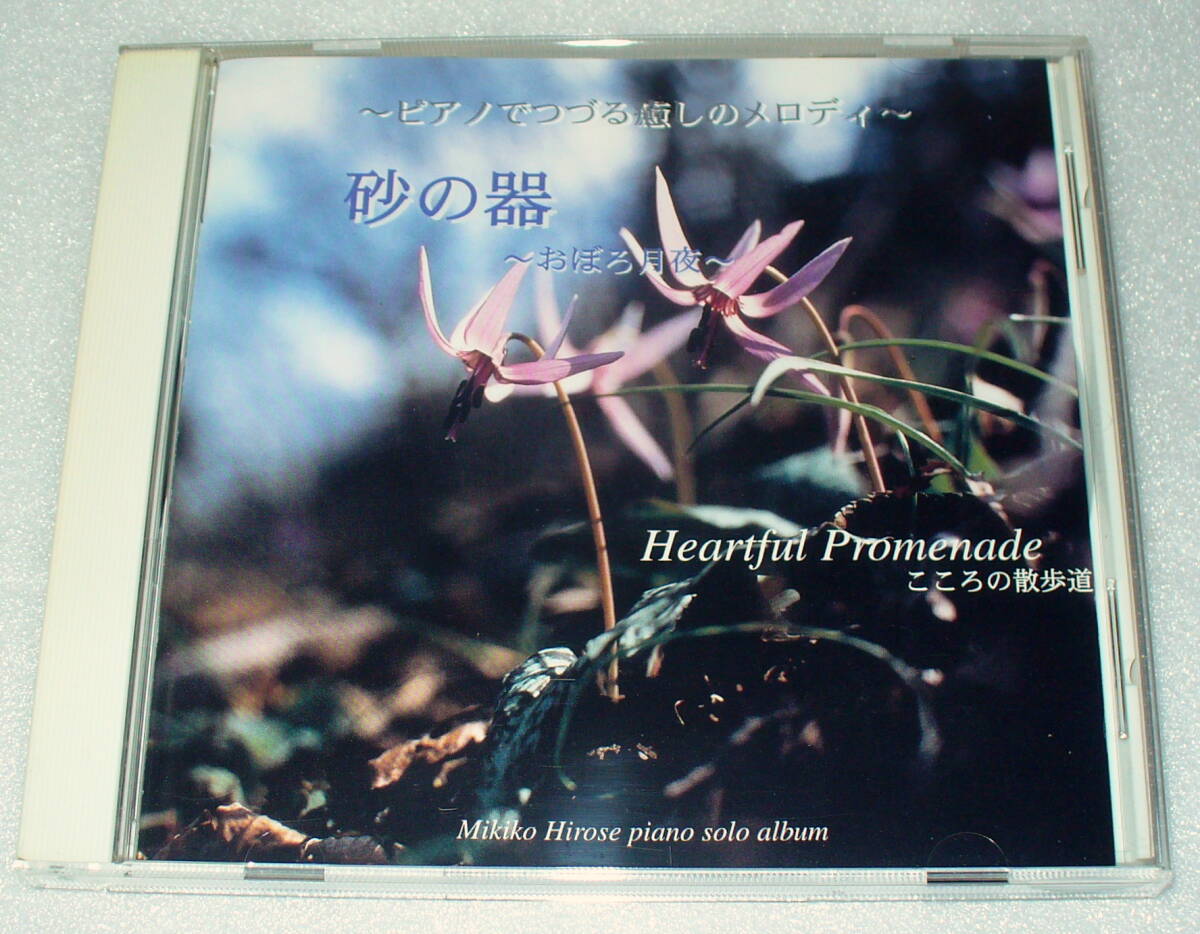 ～ピアノでつづる癒しのメロディ～
砂の器
～おぼろ月夜～
Heartful Promenade
こころの散歩道
Mikiko Hirose piano solo album